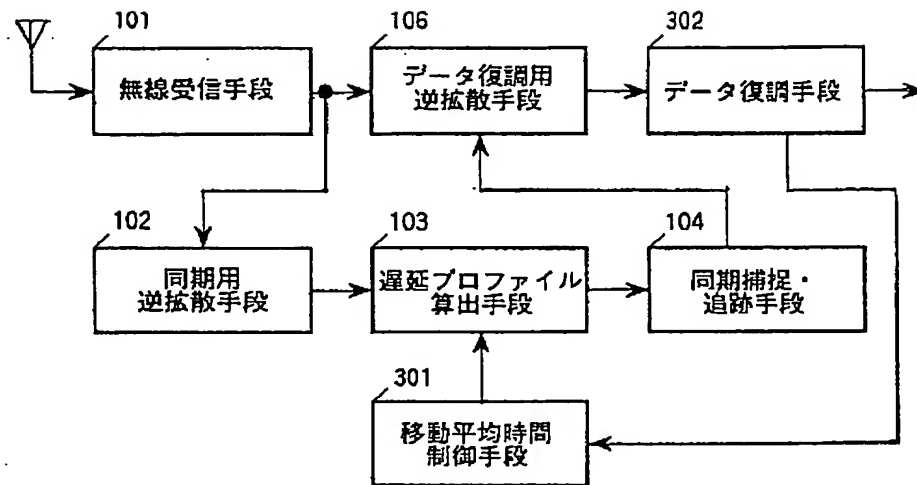 101
無線受信手段
106
データ復調用
逆拡散手段
302
データ復調手段
102
同期用
逆拡散手段
103
遅延プロファイル
算出手段
104
同期捕捉・
追跡手段
301
移動平均時間
制御手段